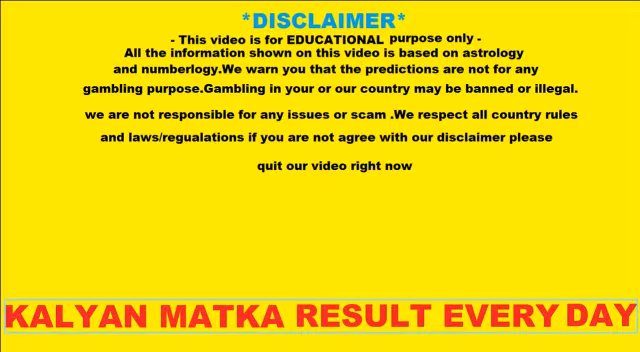 *DISCLAIMER*
- This video is for EDUCATIONAL purpose only -
All the information shown on this video is based on astrology
and numberlogy.We warn you that the predictions are not for any
gambling purpose.Gambling in your or our country may be banned or illegal.
we are not responsible for any issues or scam .We respect all country rules
and laws/regualations if you are not agree with our disclaimer please
quit our video right now
KALYAN MATKA RESULT EVERY DAY